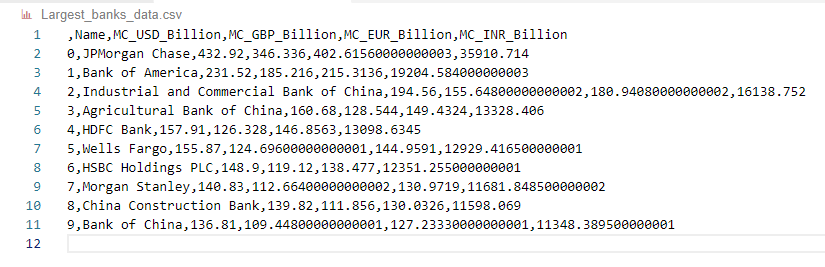 Largest_banks_data.csv
1 ,Name,MC_USD_Billion,MC_GBP_Billion,MC_EUR_Billion,MC_INR_Billion
2 0,JPMorgan Chase,432.92,346.336,402.61560000000003,35910.714
3 1,Bank of America,231.52,185.216,215.3136,19204.584000000003
4 2,Industrial and Commercial Bank of China,194.56,155.64800000000002,180.94080000000002,16138.752
5 3,Agricultural Bank of China,160.68,128.544,149.4324,13328.406
6 4,HDFC Bank,157.91,126.328,146.8563,13098.6345
7 5,Wells Fargo,155.87,124.69600000000001,144.9591,12929.416500000001
8 6,HSBC Holdings PLC,148.9,119.12,138.477,12351.255000000001
9 7,Morgan Stanley,140.83,112.66400000000002,130.9719,11681.848500000002
10 8,China Construction Bank,139.82,111.856,130.0326,11598.069
11 9,Bank of China,136.81,109.44800000000001,127.23330000000001,11348.389500000001
12